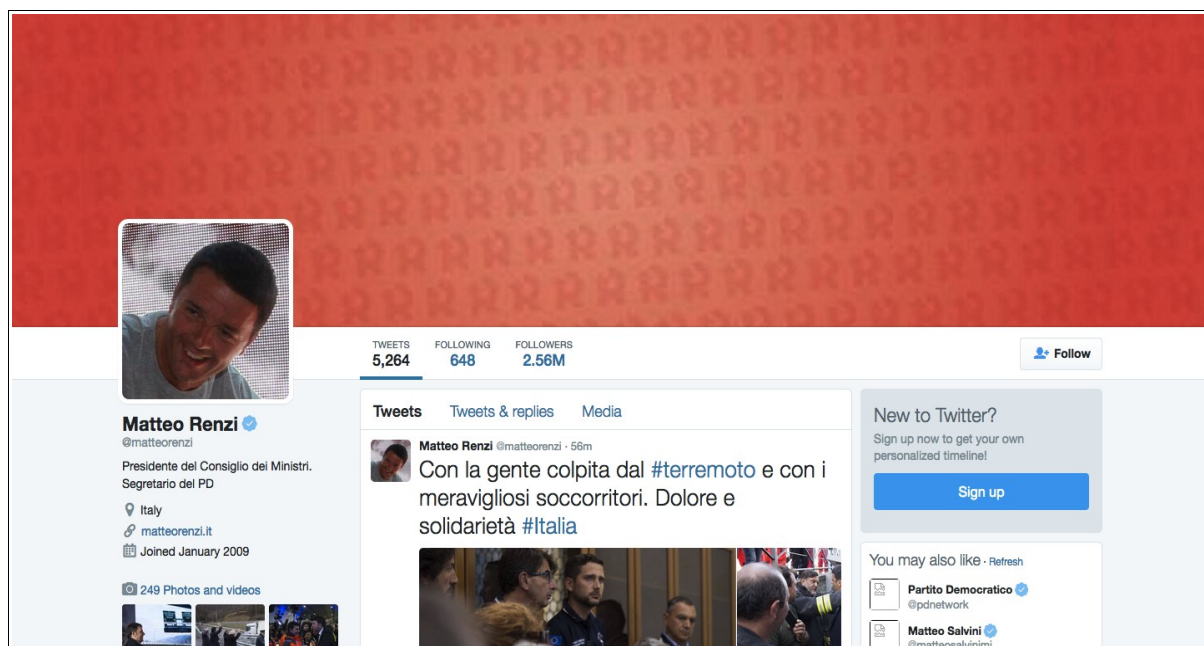 TWEETS
5,264
FOLLOWING
648
FOLLOWERS
2.56M
Follow
Matteo Renzi
@matteorenzi
Presidente del Consiglio dei Ministri.
Segretario del PD
Italy
matteorenzi.it
Joined January 2009
249 Photos and videos
Tweets Tweets & replies Media
Matteo Renzi @matteorenzi · 56m
Con la gente colpita dal #terremoto e con i
meravigliosi soccorritori. Dolore e
solidarietà #Italia
New to Twitter?
Sign up now to get your own
personalized timeline!
Sign up
You may also like · Refresh
Partito Democratico
@pdnetwork
Matteo Salvini
@matteosalvinimi